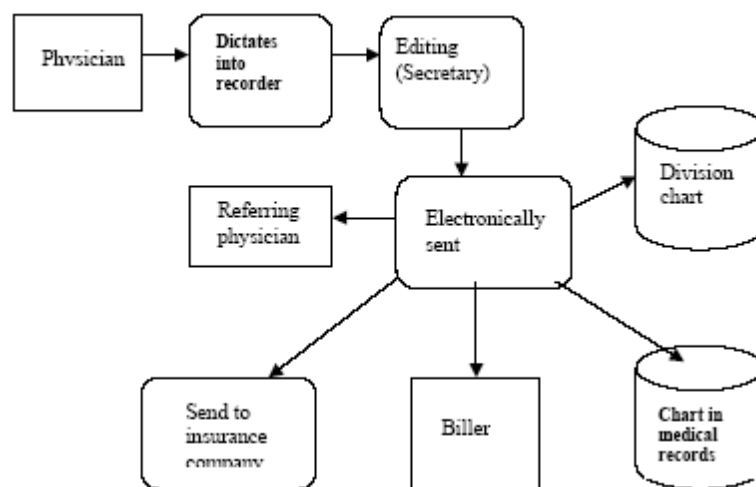 Physician
Dictates
into
recorder
Editing
(Secretary)
Division
chart
Referring
physician
Electronically
sent
Send to
insurance
company
Biller
Chart in
medical
records